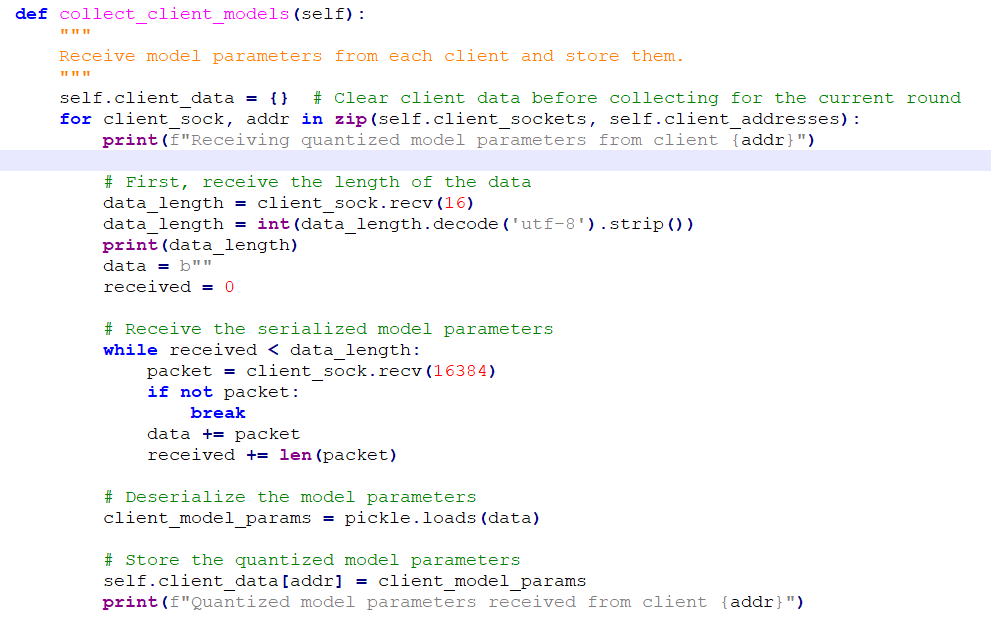 def collect_client_models(self):
    """
    Receive model parameters from each client and store them.
    """
    self.client_data = {}  # Clear client data before collecting for the current round
    for client_sock, addr in zip(self.client_sockets, self.client_addresses):
        print(f"Receiving quantized model parameters from client {addr}")
        # First, receive the length of the data
        data_length = client_sock.recv(16)
        data_length = int(data_length.decode('utf-8').strip())
        print(data_length)
        data = b""
        received = 0
        # Receive the serialized model parameters
        while received < data_length:
            packet = client_sock.recv(16384)
            if not packet:
                break
            data += packet
            received += len(packet)
        # Deserialize the model parameters
        client_model_params = pickle.loads(data)
        # Store the quantized model parameters
        self.client_data[addr] = client_model_params
        print(f"Quantized model parameters received from client {addr}")